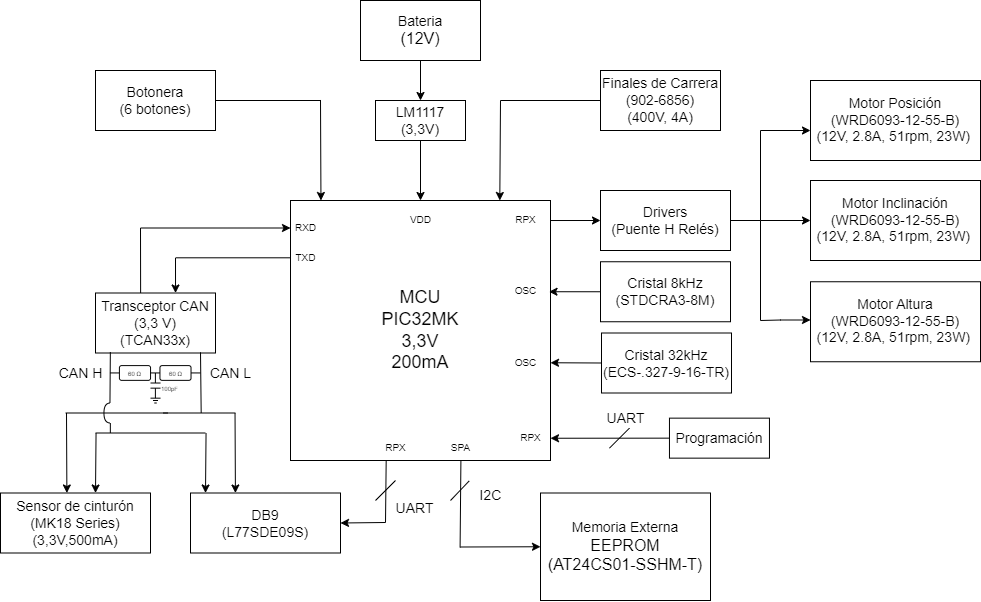 Bateria
(12V)
Botonera
(6 botones)
LM1117
(3,3V)
Finales de Carrera
(902-6856)
(400V, 4A)
Motor Posición
(WRD6093-12-55-B)
(12V, 2.8A, 51rpm, 23W)
Motor Inclinación
(WRD6093-12-55-B)
(12V, 2.8A, 51rpm, 23W)
Motor Altura
(WRD6093-12-55-B)
(12V, 2.8A, 51rpm, 23W)
Drivers
(Puente H Relés)
Cristal 8kHz
(STDCRA3-8M)
Cristal 32kHz
(ECS-.327-9-16-TR)
UART
Programación
RXD
VDD
RPX
TXD
OSC
OSC
RPX
RPX
SPA
MCU
PIC32MK
3,3V
200mA
Transceptor CAN
(3,3 V)
(TCAN33x)
CAN H
60 Ω
60 Ω
CAN L
100pF
UART
I2C
Sensor de cinturón
(MK18 Series)
(3,3V,500mA)
DB9
(L77SDE09S)
Memoria Externa
EEPROM
(AT24CS01-SSHM-T)